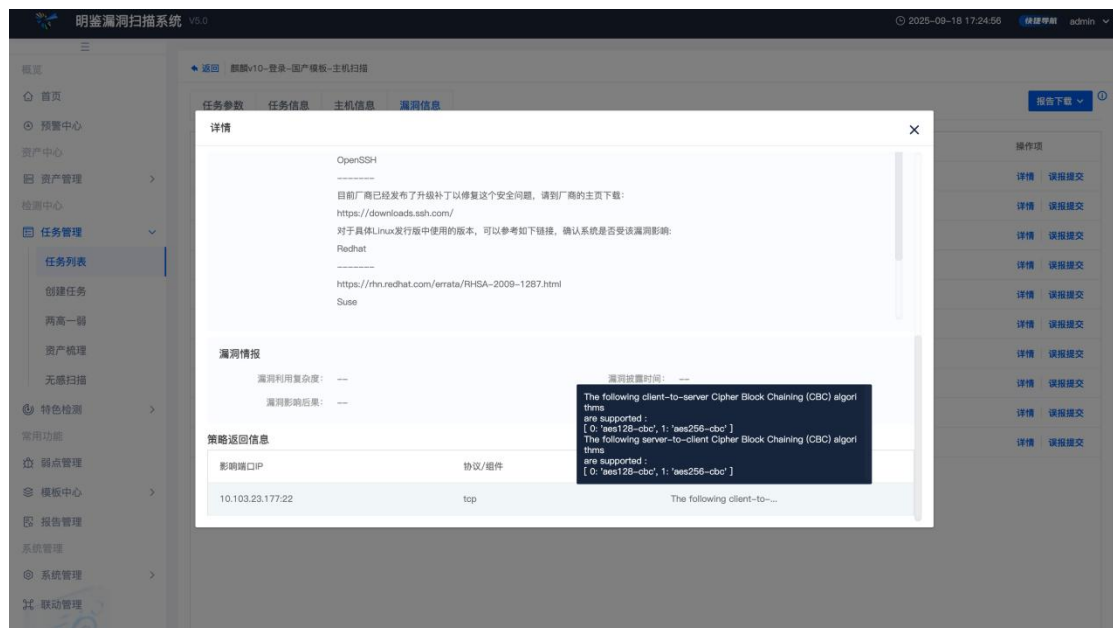 明鉴漏洞扫描系统 V5.0
2025-09-18 17:24:56 快捷导航 admin
概览
首页
预警中心
资产中心
资产管理
检测中心
任务管理
任务列表
创建任务
两高一弱
资产梳理
无感扫描
特色检测
常用功能
弱点管理
模板中心
报告管理
系统管理
系统管理
联动管理
返回 麒麟v10-登录-国产模板-主机扫描
任务参数 任务信息 主机信息 漏洞信息
报告下载
操作项
详情 误报提交
详情 误报提交
详情 误报提交
详情 误报提交
详情 误报提交
详情 误报提交
详情 误报提交
详情 误报提交
详情 误报提交
详情 误报提交
详情
OpenSSH
-------
目前厂商已经发布了升级补丁以修复这个安全问题，请到厂商的主页下载：
https://downloads.ssh.com/
对于具体Linux发行版中使用的版本，可以参考如下链接，确认系统是否受该漏洞影响:
Redhat
-------
https://rhn.redhat.com/errata/RHSA-2009-1287.html
Suse
漏洞情报
漏洞利用复杂度： --
漏洞披露时间： --
漏洞影响后果： --
The following client-to-server Cipher Block Chaining (CBC) algori
thms
are supported :
[ 0: 'aes128-cbc', 1: 'aes256-cbc' ]
The following server-to-client Cipher Block Chaining (CBC) algori
thms
are supported :
[ 0: 'aes128-cbc', 1: 'aes256-cbc' ]
策略返回信息
影响端口IP 协议/组件
10.103.23.177:22 tcp The following client-to-...